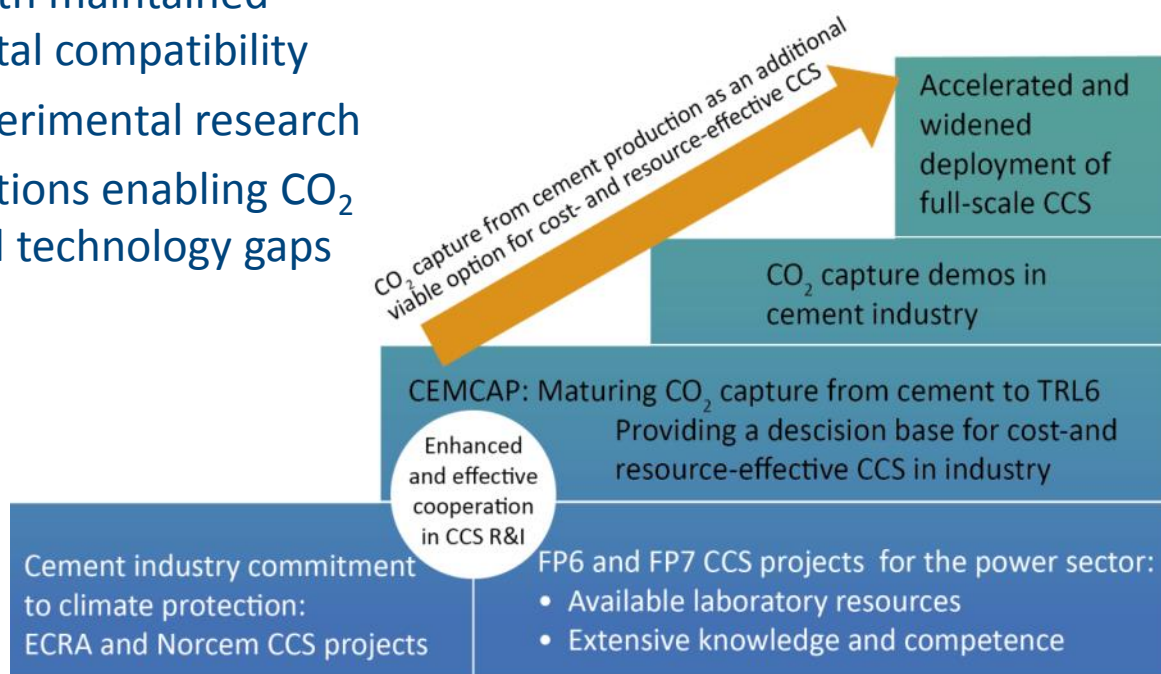 tal compatibility
perimental research
tions enabling CO₂
technology gaps
CO₂ capture from cement production as an additional
viable option for cost- and resource-effective CCS
Accelerated and
widened
deployment of
full-scale CCS
CO₂ capture demos in
cement industry
CEMCAP: Maturing CO₂ capture from cement to TRL6
Providing a descision base for cost-and
resource-effective CCS in industry
Enhanced
and effective
cooperation
in CCS R&I
Cement industry commitment
to climate protection:
ECRA and Norcem CCS projects
FP6 and FP7 CCS projects for the power sector:
• Available laboratory resources
• Extensive knowledge and competence